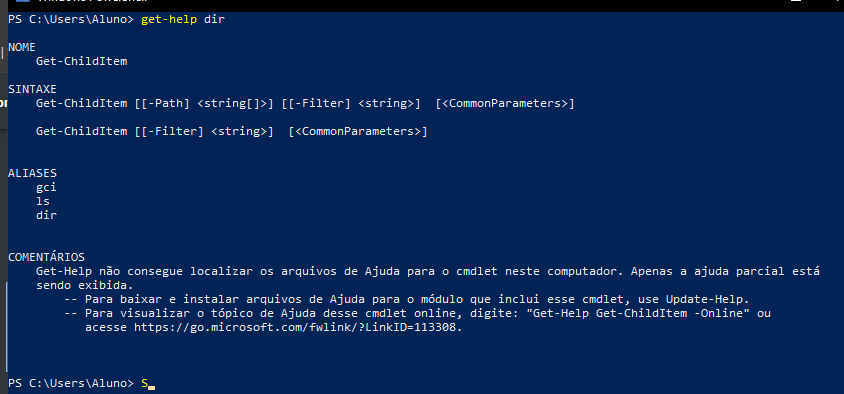 PS C:\Users\Aluno> get-help dir
NOME
Get-ChildItem
SINTAXE
Get-ChildItem [[-Path] <string[]>] [[-Filter] <string>]  [<CommonParameters>]
Get-ChildItem [[-Filter] <string>]  [<CommonParameters>]
ALIASES
gci
ls
dir
COMENTÁRIOS
Get-Help não consegue localizar os arquivos de Ajuda para o cmdlet neste computador. Apenas a ajuda parcial está
sendo exibida.
-- Para baixar e instalar arquivos de Ajuda para o módulo que inclui esse cmdlet, use Update-Help.
-- Para visualizar o tópico de Ajuda desse cmdlet online, digite: "Get-Help Get-ChildItem -Online" ou
acesse https://go.microsoft.com/fwlink/?LinkID=113308.
PS C:\Users\Aluno> S